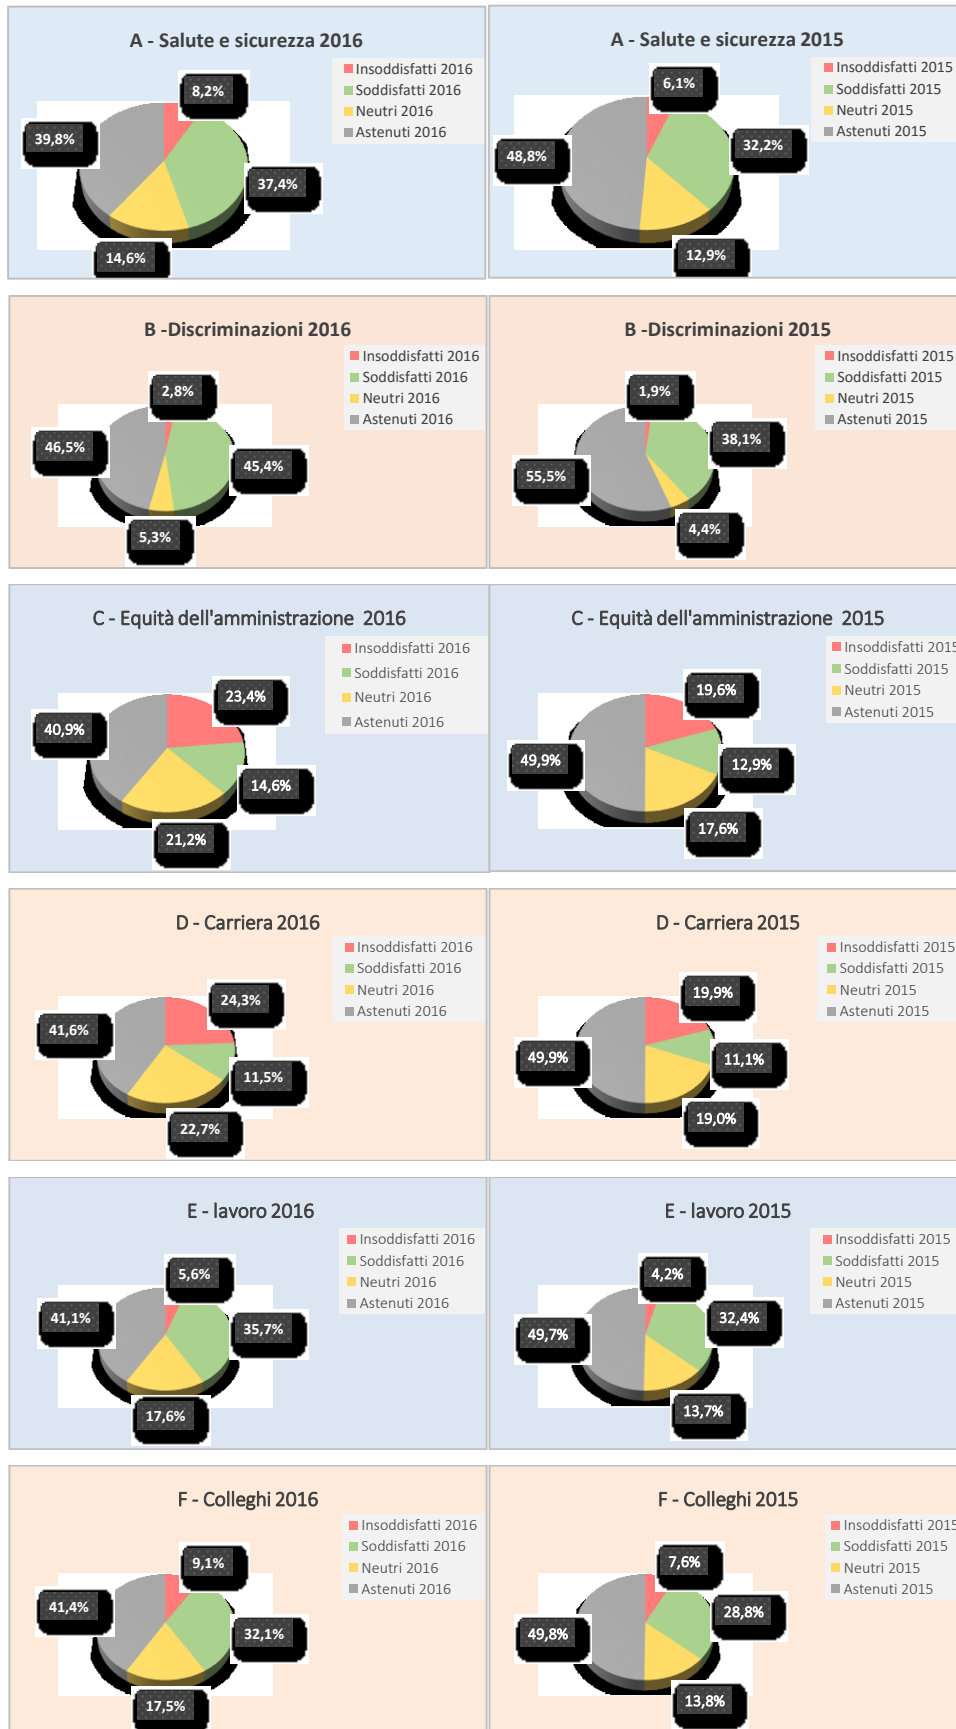 A - Salute e sicurezza 2016
Insoddisfatti 2016
Soddisfatti 2016
Neutri 2016
Astenuti 2016
8,2%
37,4%
14,6%
39,8%
A - Salute e sicurezza 2015
Insoddisfatti 2015
Soddisfatti 2015
Neutri 2015
Astenuti 2015
6,1%
32,2%
12,9%
48,8%
B -Discriminazioni 2016
Insoddisfatti 2016
Soddisfatti 2016
Neutri 2016
Astenuti 2016
2,8%
45,4%
5,3%
46,5%
B -Discriminazioni 2015
Insoddisfatti 2015
Soddisfatti 2015
Neutri 2015
Astenuti 2015
1,9%
38,1%
4,4%
55,5%
C - Equità dell'amministrazione 2016
Insoddisfatti 2016
Soddisfatti 2016
Neutri 2016
Astenuti 2016
23,4%
14,6%
21,2%
40,9%
C - Equità dell'amministrazione 2015
Insoddisfatti 2015
Soddisfatti 2015
Neutri 2015
Astenuti 2015
19,6%
12,9%
17,6%
49,9%
D - Carriera 2016
Insoddisfatti 2016
Soddisfatti 2016
Neutri 2016
Astenuti 2016
24,3%
11,5%
22,7%
41,6%
D - Carriera 2015
Insoddisfatti 2015
Soddisfatti 2015
Neutri 2015
Astenuti 2015
19,9%
11,1%
19,0%
49,9%
E - lavoro 2016
Insoddisfatti 2016
Soddisfatti 2016
Neutri 2016
Astenuti 2016
5,6%
35,7%
17,6%
41,1%
E - lavoro 2015
Insoddisfatti 2015
Soddisfatti 2015
Neutri 2015
Astenuti 2015
4,2%
32,4%
13,7%
49,7%
F - Colleghi 2016
Insoddisfatti 2016
Soddisfatti 2016
Neutri 2016
Astenuti 2016
9,1%
32,1%
17,5%
41,4%
F - Colleghi 2015
Insoddisfatti 2015
Soddisfatti 2015
Neutri 2015
Astenuti 2015
7,6%
28,8%
13,8%
49,8%